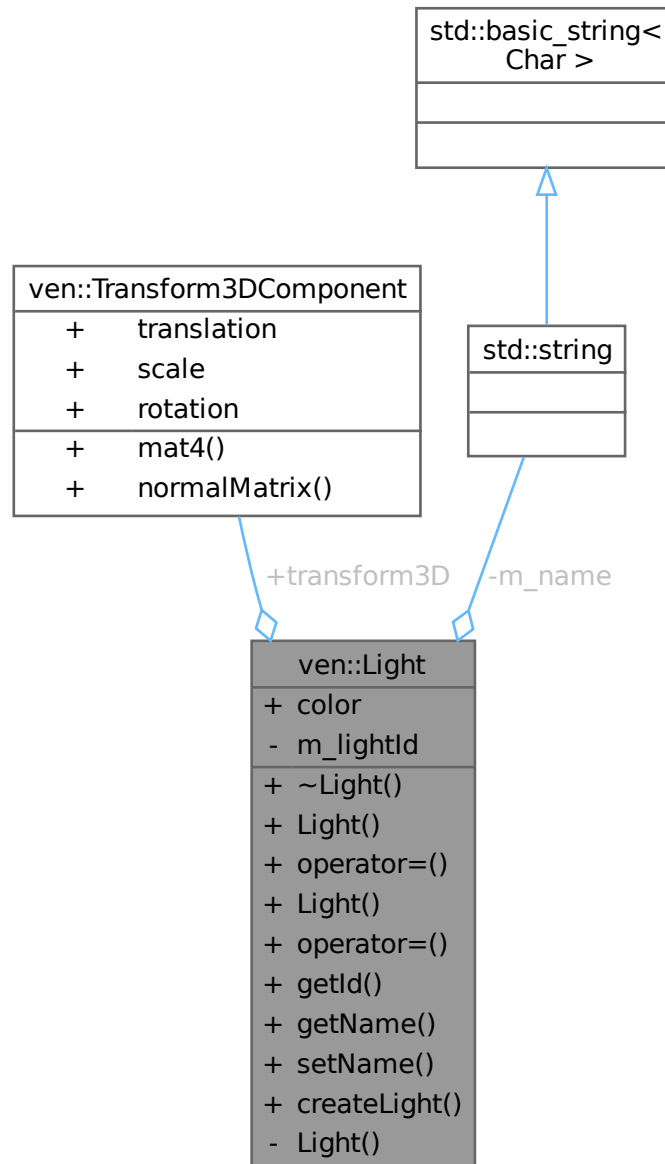 std::basic_string<
Char >
ven::Transform3DComponent
+ translation
+ scale
+ rotation
+ mat4()
+ normalMatrix()
std::string
+transform3D
-m_name
ven::Light
+ color
- m_lightId
+ ~Light()
+ Light()
+ operator=()
+ Light()
+ operator=()
+ getId()
+ getName()
+ setName()
+ createLight()
- Light()